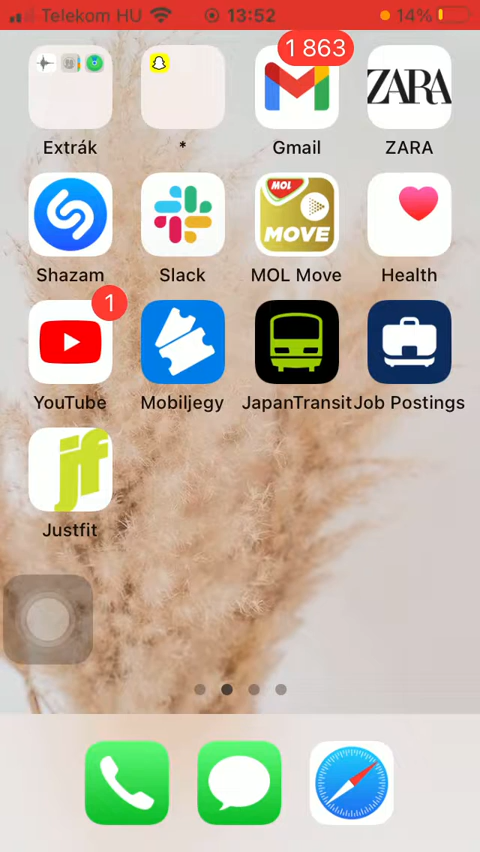 Telekom HU 13:52 14%
1 863
ZARA
Extrák * Gmail ZARA
MOL
MOVE
Shazam Slack MOL Move Health
1
YouTube Mobiljegy JapanTransit Job Postings
jf
Justfit